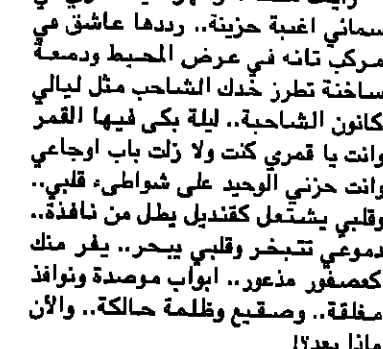 سمائي اغنية حزينة.. رددها عاشق في
مركب تائه في عرض المحيط ودمعة
ساخنة تطرز خدك الشاحب مثل ليالي
كانون الشاحبة.. ليلة بكى فيها القمر
وانت يا قمري كنت ولا زلت باب اوجاعي
وانت حزني الوحيد على شواطىء قلبي..
وقلبي يشتعل كقنديل يطل من نافذة..
دموعي تتبخر وقلبي يبحر.. يفر منك
كعصفور مذعور.. ابواب موصدة ونوافذ
مغلقة.. وصقيع وظلمة حالكة.. والأن
ماذا بعد؟!